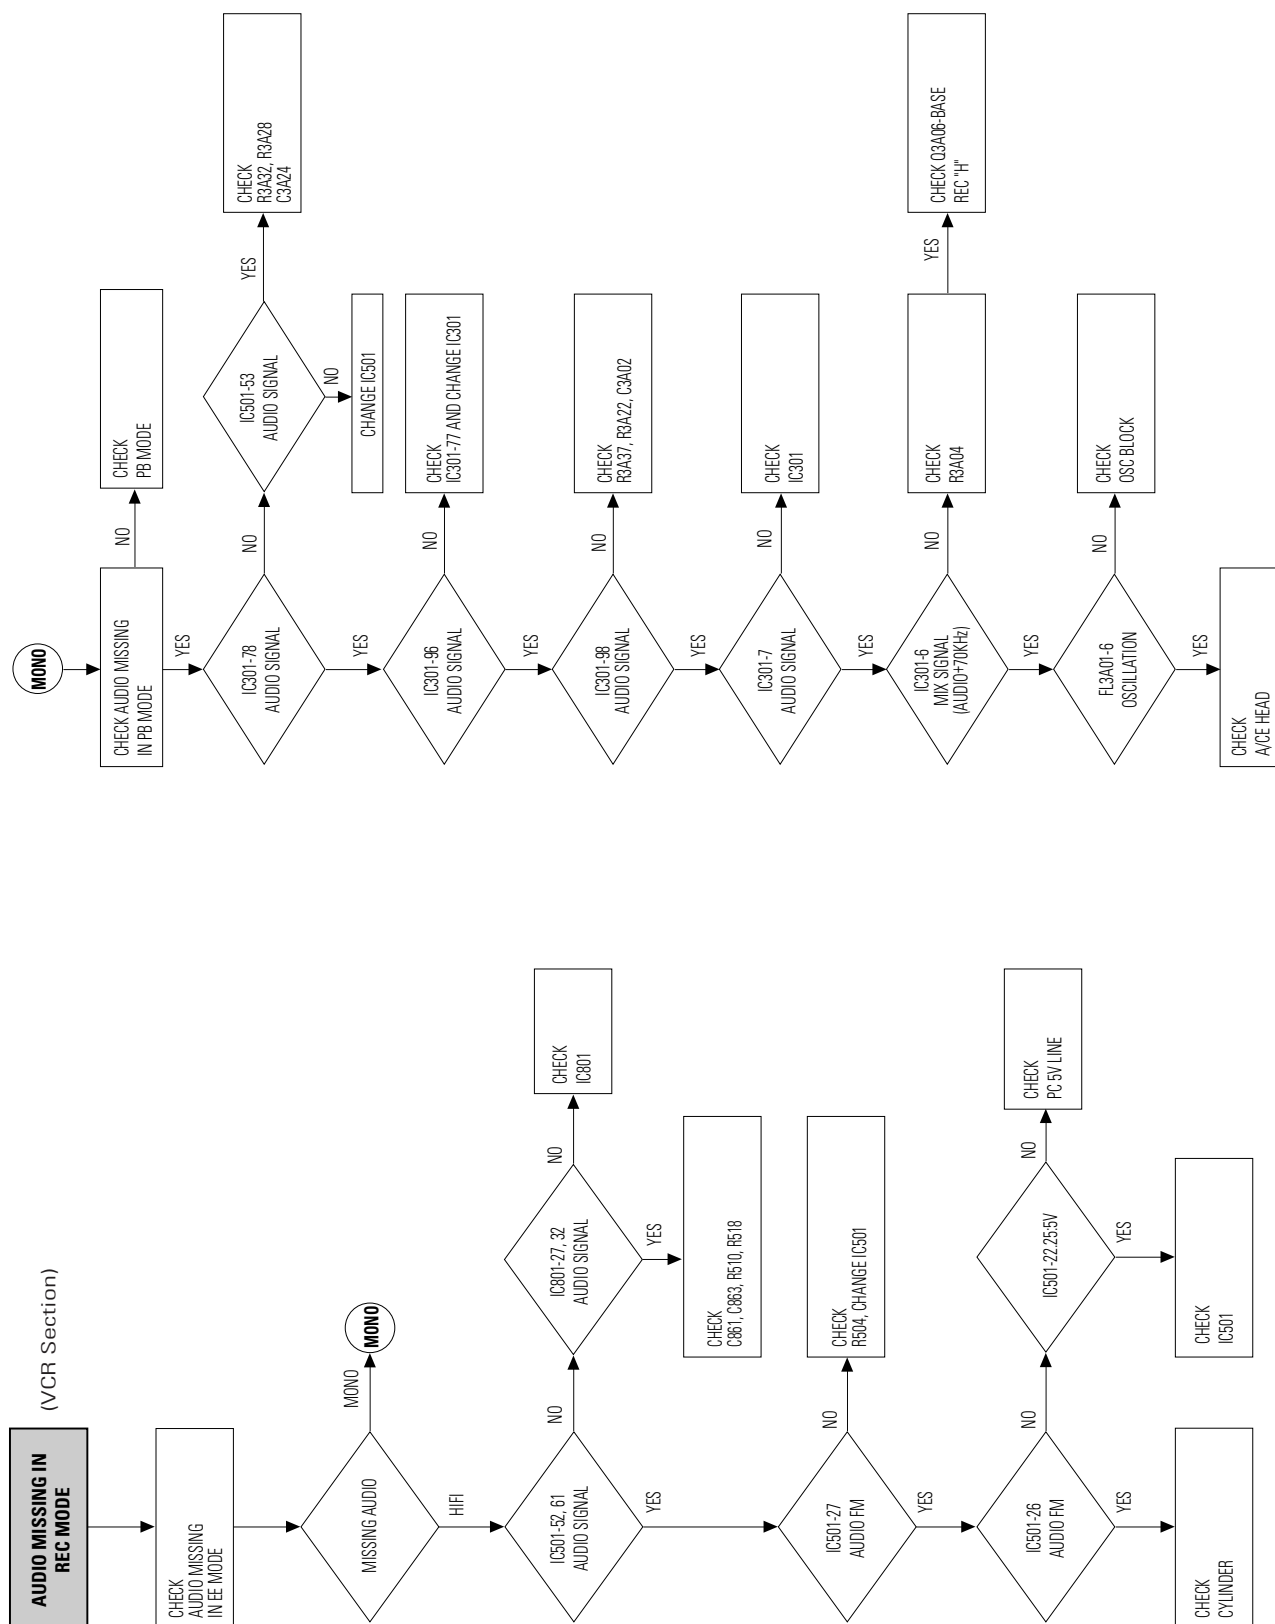 AUDIO MISSING IN
REC MODE
(VCR Section)
CHECK
AUDIO MISSING
IN EE MODE
MISSING AUDIO
MONO
MONO
HIFI
IC501-52, 61
AUDIO SIGNAL
NO
IC801-27, 32
AUDIO SIGNAL
NO
CHECK
IC801
YES
CHECK
C861, C863, R510, R518
YES
IC501-27
AUDIO FM
NO
CHECK
R504, CHANGE IC501
YES
IC501-26
AUDIO FM
NO
IC501-22.25:5V
NO
CHECK
PC 5V LINE
YES
CHECK
IC501
YES
CHECK
CYLINDER
MONO
CHECK AUDIO MISSING
IN PB MODE
NO
CHECK
PB MODE
YES
IC301-78
AUDIO SIGNAL
NO
IC501-53
AUDIO SIGNAL
YES
CHECK
R3A32, R3A28
C3A24
NO
CHANGE IC501
YES
IC301-96
AUDIO SIGNAL
NO
CHECK
IC301-77 AND CHANGE IC301
YES
IC301-98
AUDIO SIGNAL
NO
CHECK
R3A37, R3A22, C3A02
YES
IC301-7
AUDIO SIGNAL
NO
CHECK
IC301
YES
IC301-6
MIX SIGNAL
(AUDIO+70KHz)
NO
CHECK
R3A04
YES
CHECK Q3A06-BASE
REC "H"
YES
FL3A01-6
OSCILLATION
NO
CHECK
OSC BLOCK
YES
CHECK
A/CE HEAD